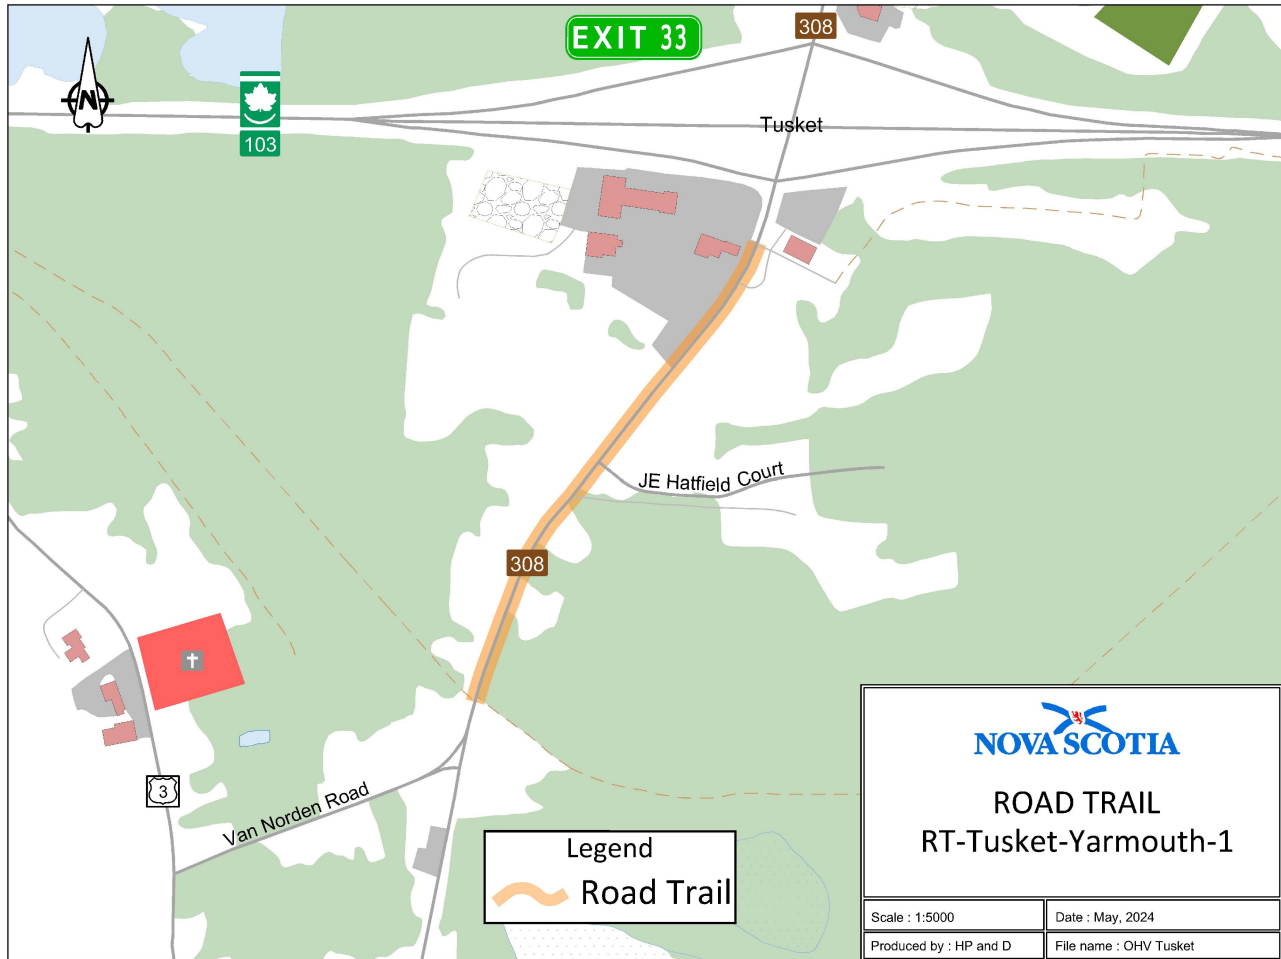 EXIT 33
308
N
103
Tusket
JE Hatfield Court
308
3
Van Norden Road
Legend
Road Trail
NOVA SCOTIA
ROAD TRAIL
RT-Tusket-Yarmouth-1
Scale : 1:5000
Date : May, 2024
Produced by : HP and D
File name : OHV Tusket